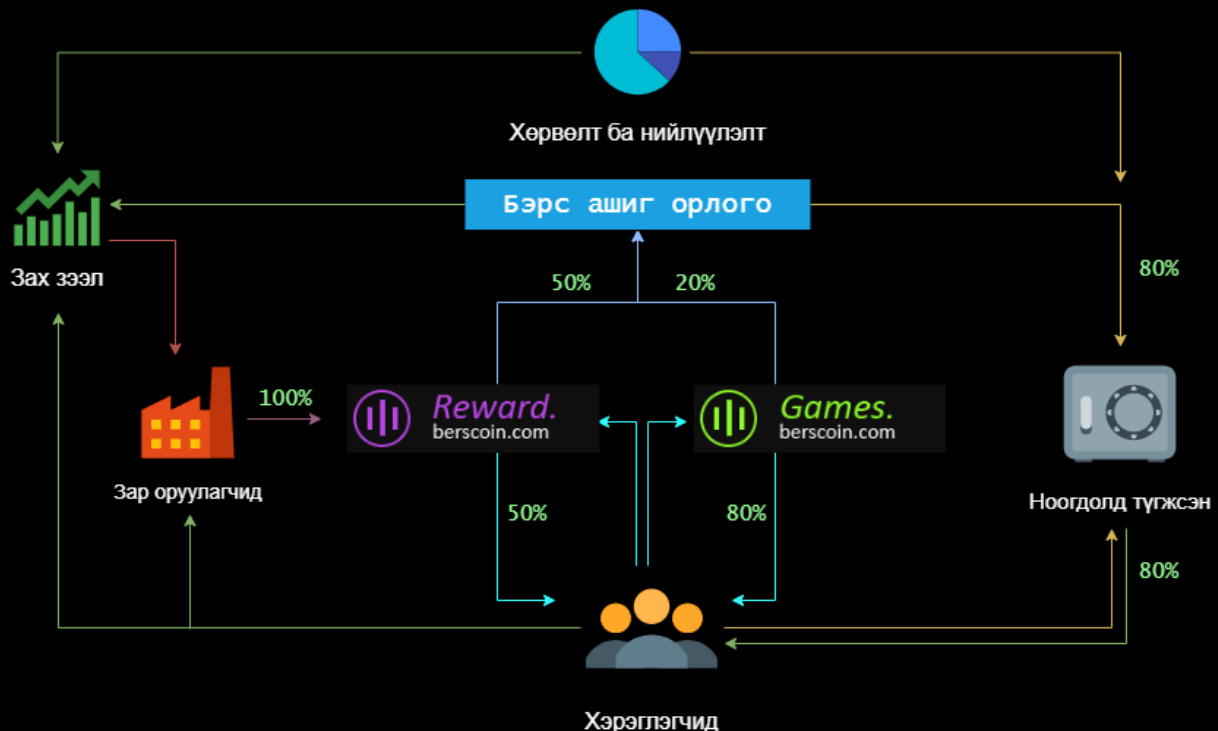 Хөрвөлт ба нийлүүлэлт
Бэрс ашиг орлого
Зах зээл
50%
20%
80%
100%
Reward.
berscoin.com
Games.
berscoin.com
Зар оруулагчид
Ноогдолд түгжсэн
50%
80%
80%
Хэрэглэгчид